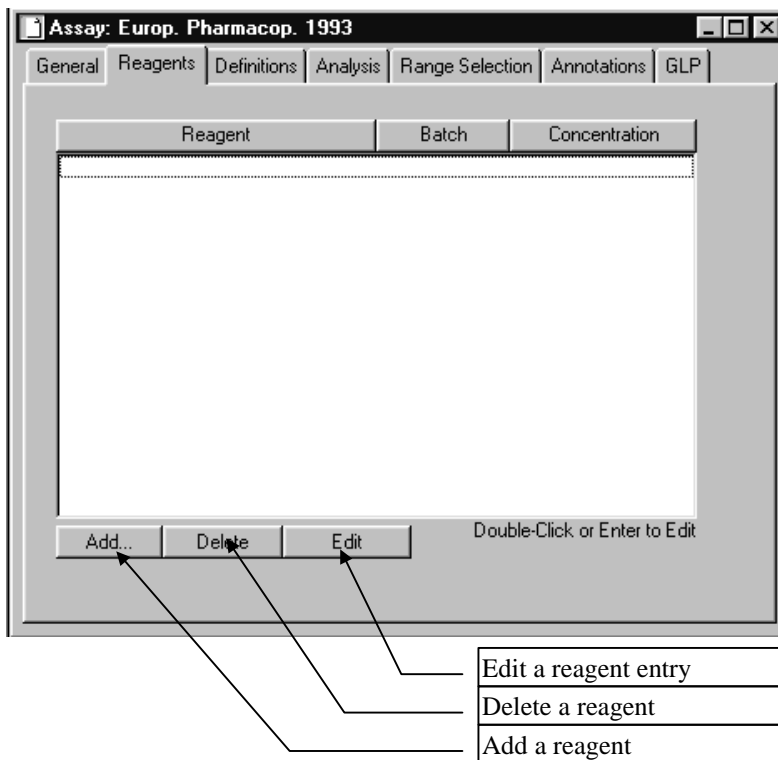 Assay: Europ. Pharmacop. 1993
General Reagents Definitions Analysis Range Selection Annotations GLP
Reagent Batch Concentration
Add... Delete Edit Double-Click or Enter to Edit
Edit a reagent entry
Delete a reagent
Add a reagent